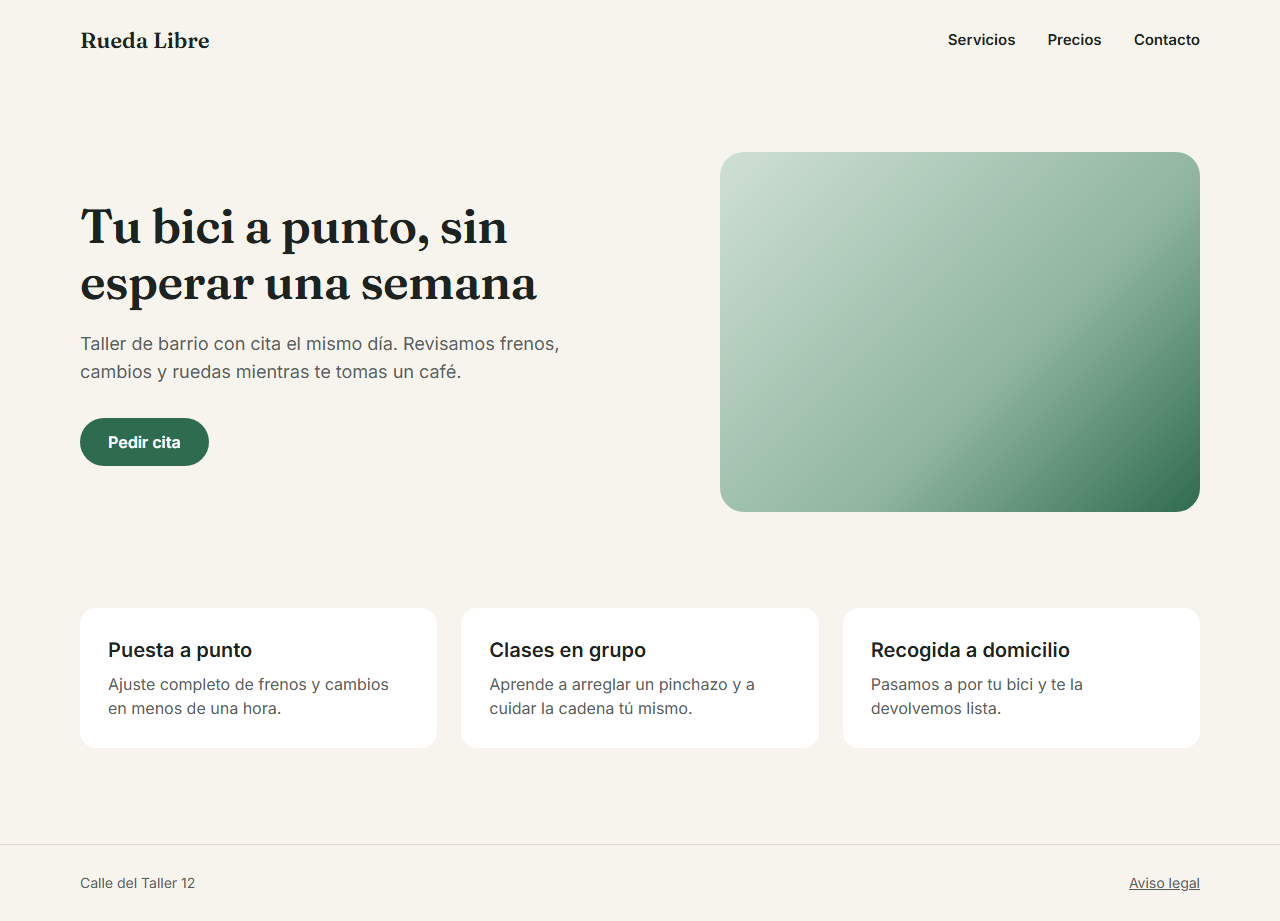 Rueda Libre
Servicios Precios Contacto
Tu bici a punto, sin
esperar una semana
Taller de barrio con cita el mismo día. Revisamos frenos,
cambios y ruedas mientras te tomas un café.
Pedir cita
Puesta a punto
Ajuste completo de frenos y cambios
en menos de una hora.
Clases en grupo
Aprende a arreglar un pinchazo y a
cuidar la cadena tú mismo.
Recogida a domicilio
Pasamos a por tu bici y te la
devolvemos lista.
Calle del Taller 12
Aviso legal